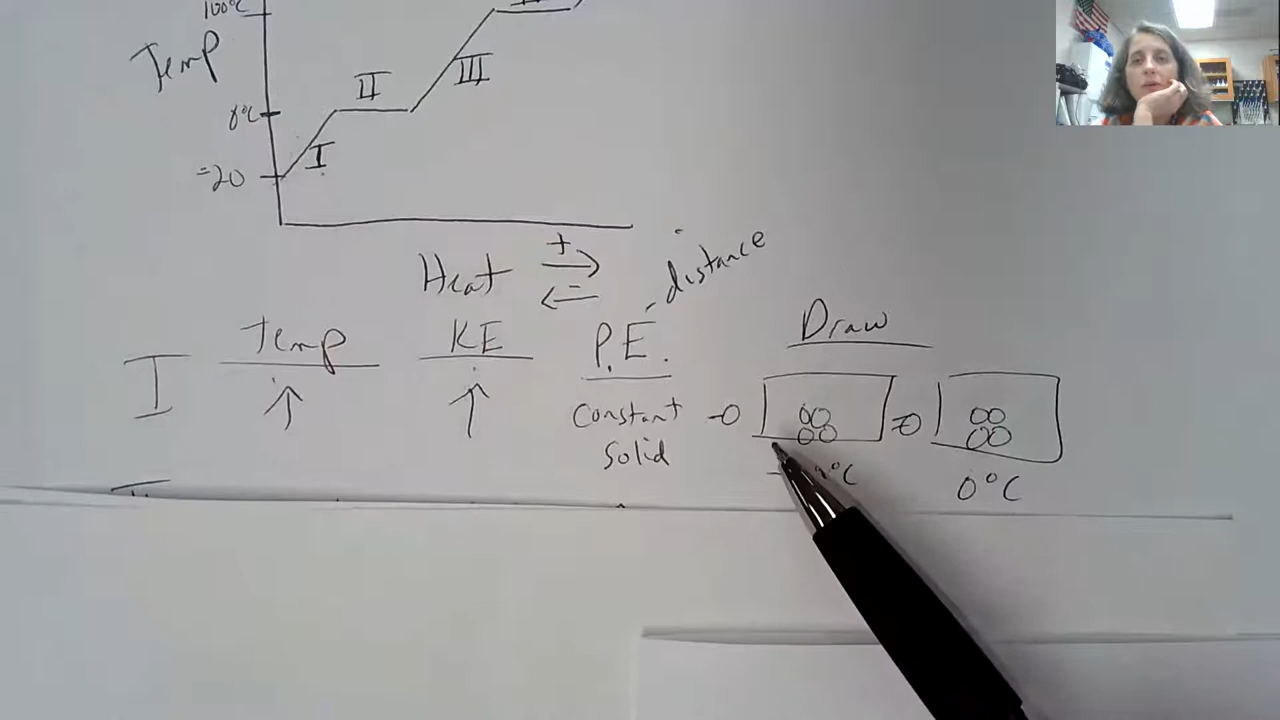 100°C
Temp
II
III
0°C
I
-20
Heat + -
distance
Temp KE P.E. Draw
I
Constant
Solid
0°C